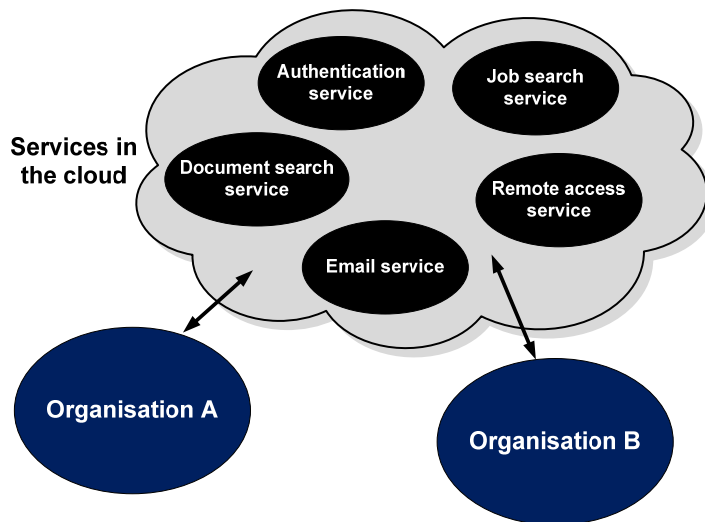 Authentication
service
Job search
service
Services in
the cloud
Document search
service
Remote access
service
Email service
Organisation A
Organisation B